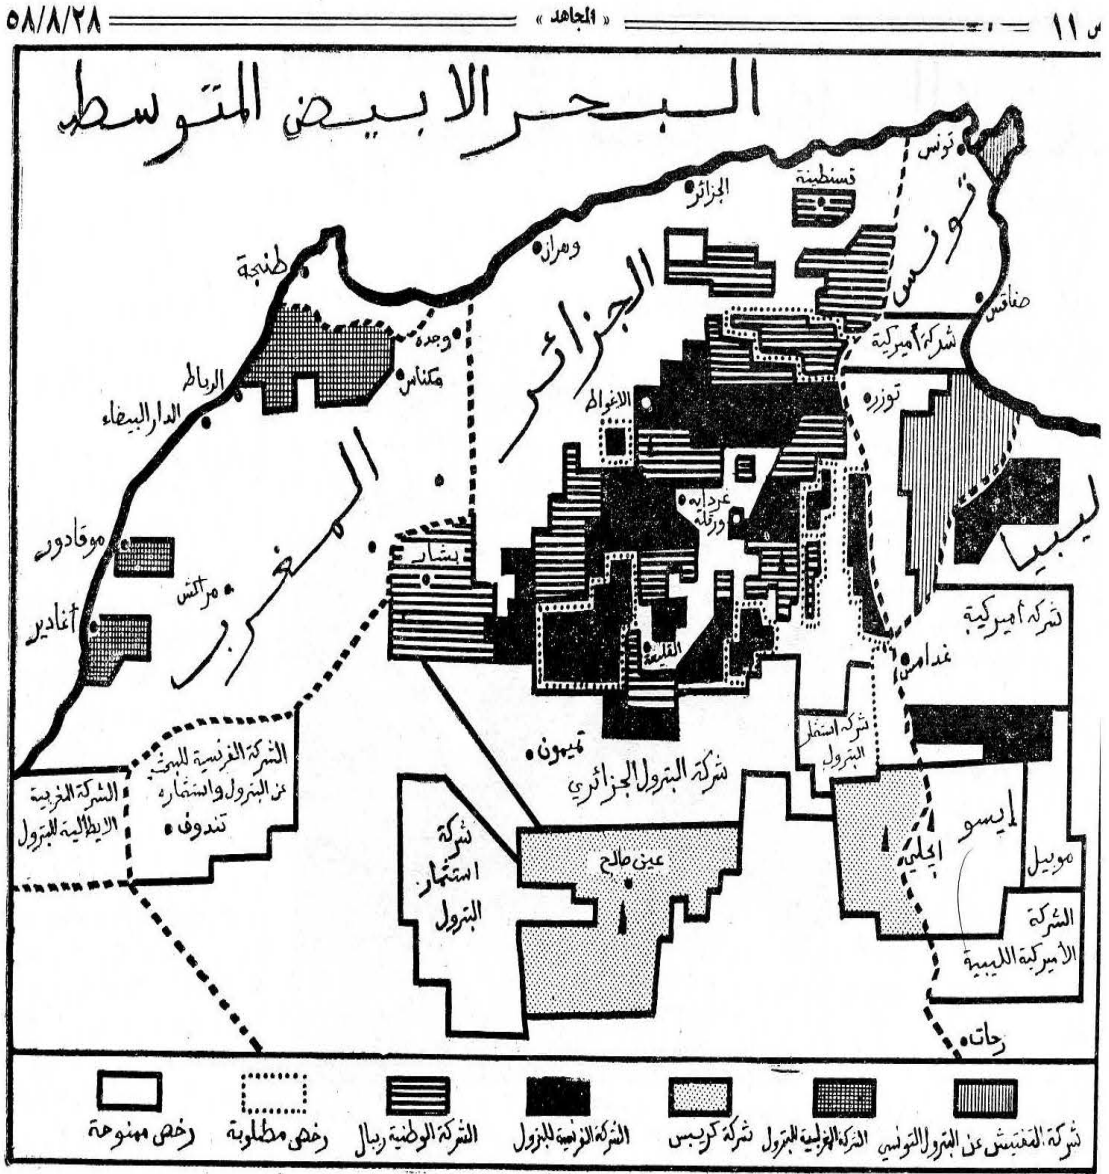 ص ١١
« المجاهد »
٥٨/٨/٢٨
البحر الابيض المتوسط
تونس
تونس
قسنطينة
الجزائر
وهران
طنجة
صفاقس
الجزائر
شركة أميركية
وجدة
مكناس
الرباط
الدار البيضاء
توزر
الاغواط
غرداية
ورقلة
ليبيا
المغرب
بشار
موقادور
مراكش
أغادير
شركة أميركية
القليعة
غدامس
شركة استثمار
البترول
تميمون
شركة البترول الجزائري
الشركة الفرنسية للبحث
عن البترول واستثماره
تندوف
الشركة المغربية
الايطالية للبترول
إيسو
موبيل
شركة
استثمار
البترول
عين صالح
الشركة
الأميركية الليبية
شركة التفتيش عن البترول التونسي
الشركة المغربية للبترول
شركة كريبس
الشركة الفرنسية للبترول
الشركة الوطنية ريبال
رخص مطلوبة
رخص ممنوحة